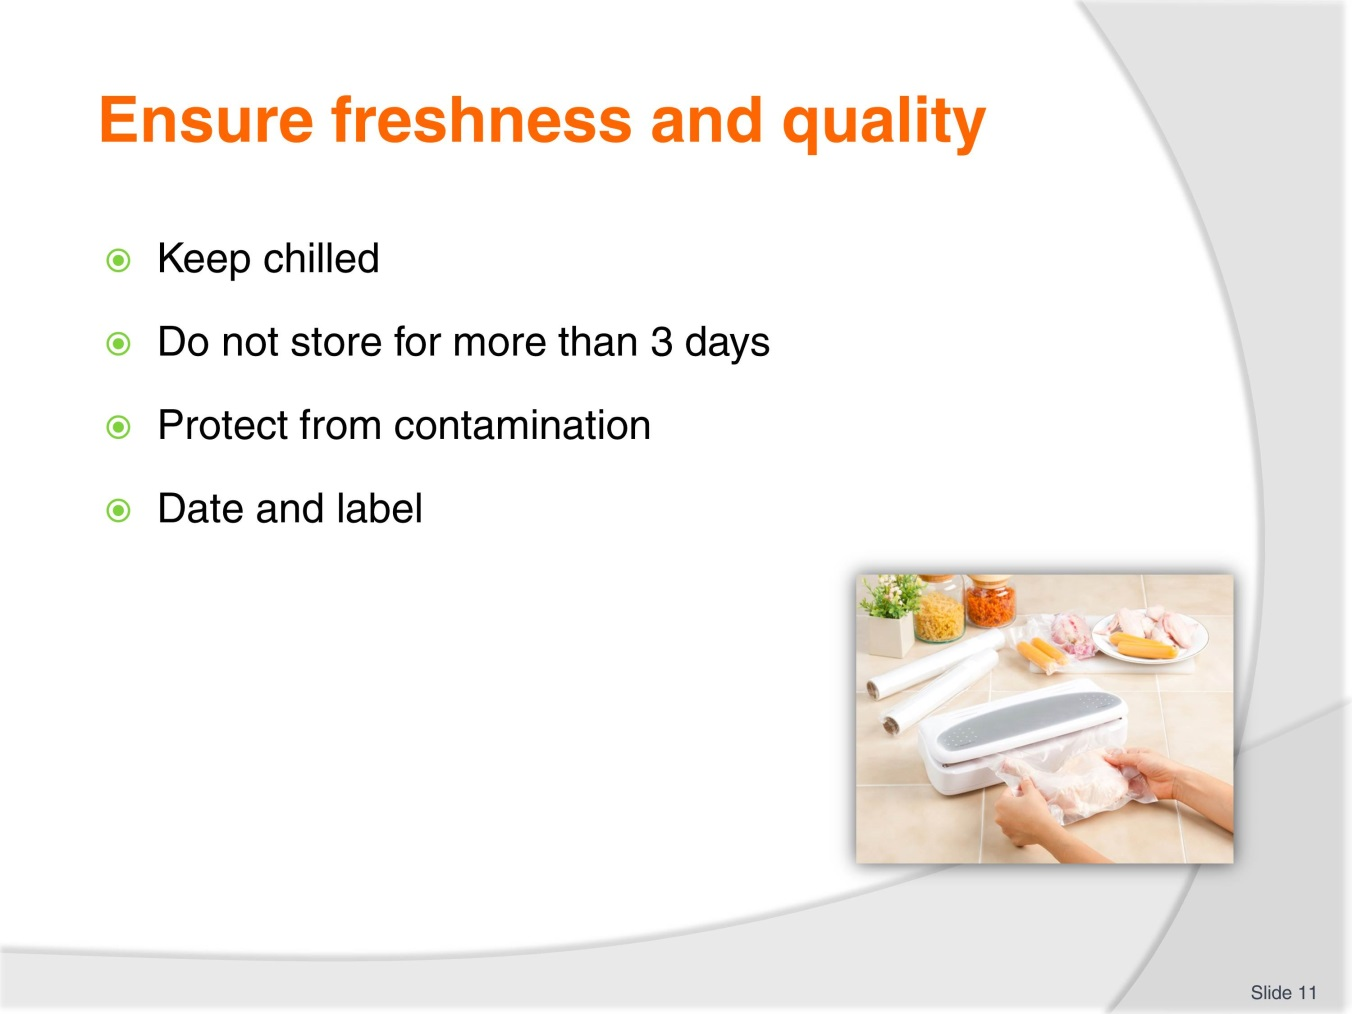 Ensure freshness and quality
Keep chilled
Do not store for more than 3 days
Protect from contamination
Date and label
Slide 11